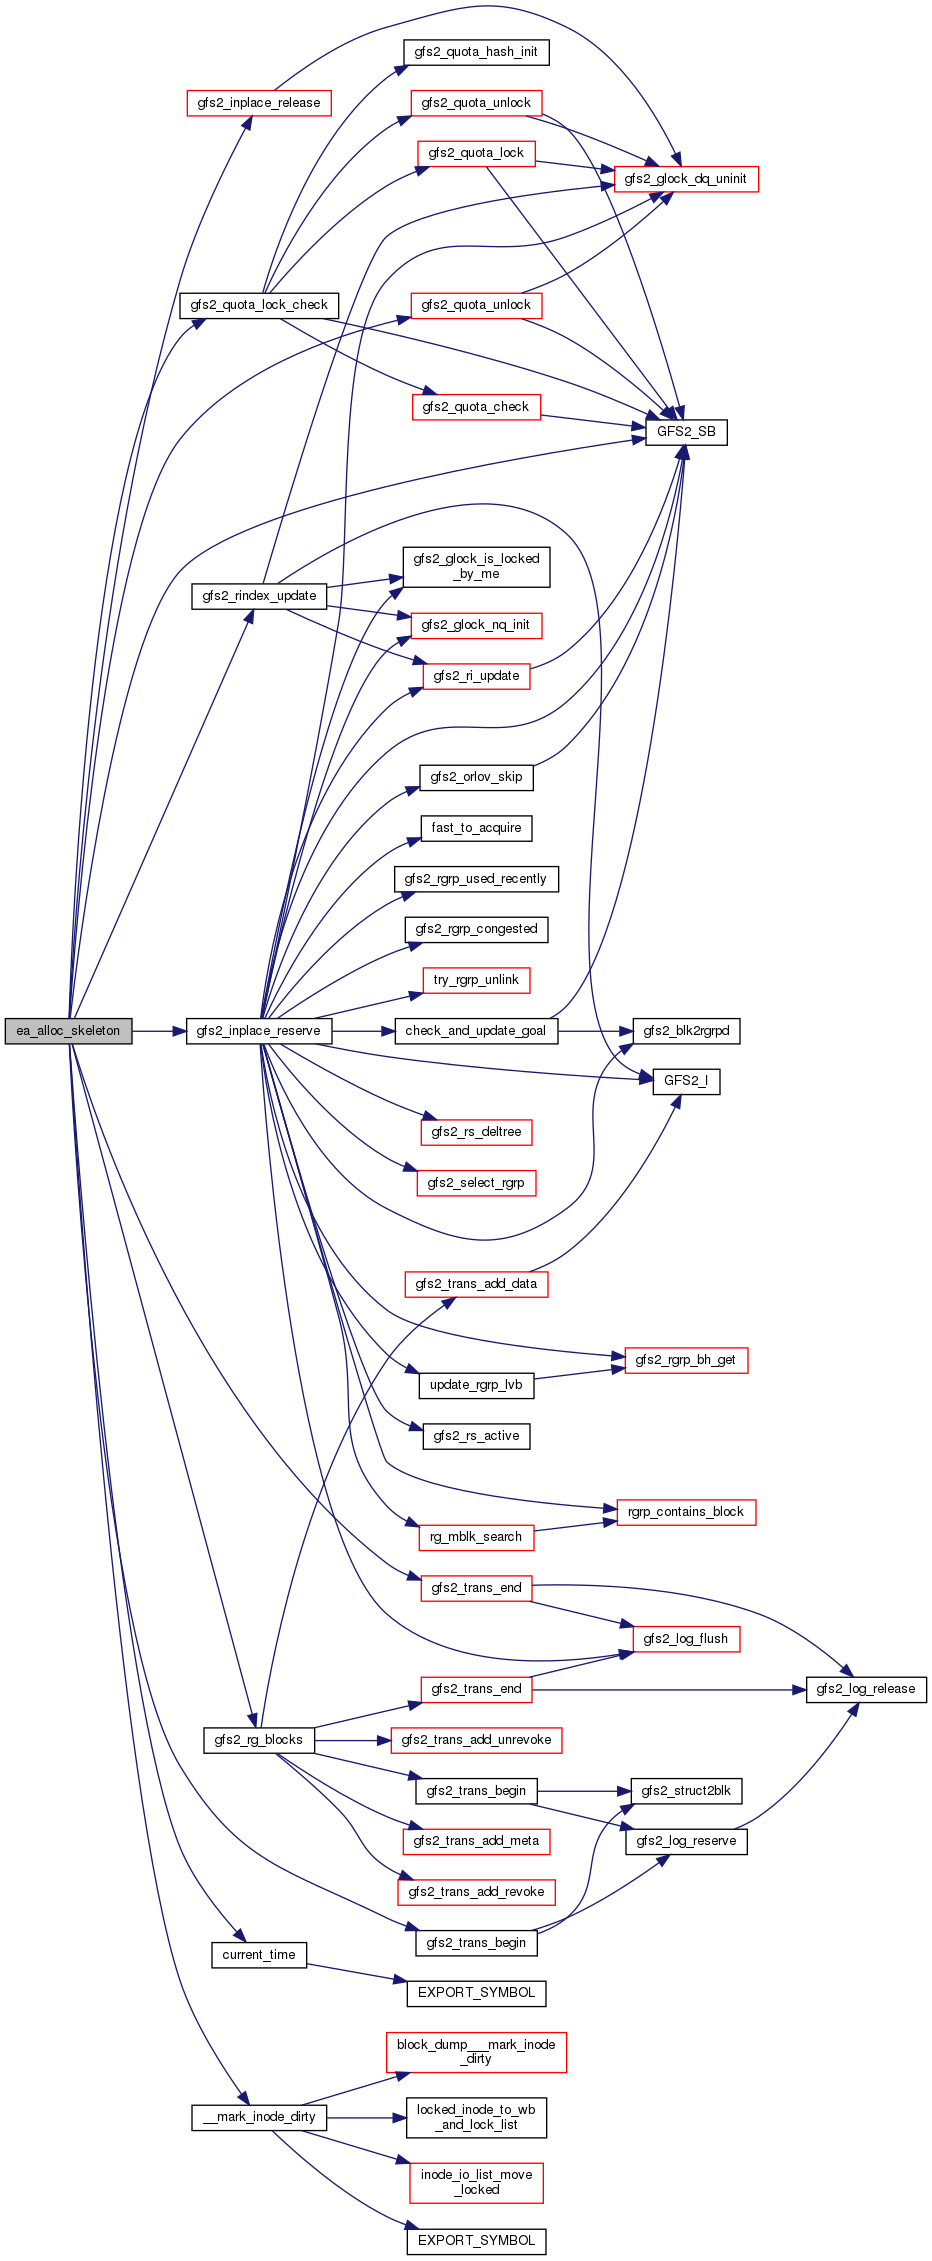 gfs2_quota_hash_init
gfs2_inplace_release
gfs2_quota_unlock
gfs2_quota_lock
gfs2_glock_dq_uninit
gfs2_quota_lock_check
gfs2_quota_unlock
gfs2_quota_check
GFS2_SB
gfs2_glock_is_locked
_by_me
gfs2_rindex_update
gfs2_glock_nq_init
gfs2_ri_update
gfs2_orlov_skip
fast_to_acquire
gfs2_rgrp_used_recently
gfs2_rgrp_congested
try_rgrp_unlink
ea_alloc_skeleton
gfs2_inplace_reserve
check_and_update_goal
gfs2_blk2rgrpd
GFS2_I
gfs2_rs_deltree
gfs2_select_rgrp
gfs2_trans_add_data
gfs2_rgrp_bh_get
update_rgrp_lvb
gfs2_rs_active
rgrp_contains_block
rg_mblk_search
gfs2_trans_end
gfs2_log_flush
gfs2_trans_end
gfs2_log_release
gfs2_rg_blocks
gfs2_trans_add_unrevoke
gfs2_trans_begin
gfs2_struct2blk
gfs2_trans_add_meta
gfs2_log_reserve
gfs2_trans_add_revoke
gfs2_trans_begin
current_time
EXPORT_SYMBOL
block_dump___mark_inode
_dirty
__mark_inode_dirty
locked_inode_to_wb
_and_lock_list
inode_io_list_move
_locked
EXPORT_SYMBOL